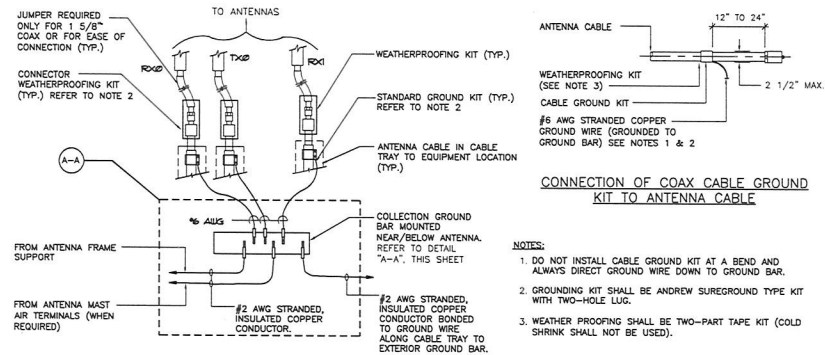 TO ANTENNAS
JUMPER REQUIRED
ONLY FOR 1 5/8"
COAX OR FOR EASE OF
CONNECTION (TYP.)
CONNECTOR
WEATHERPROOFING KIT
(TYP.) REFER TO NOTE 2
RXØ
TXØ
RX1
WEATHERPROOFING KIT (TYP.)
STANDARD GROUND KIT (TYP.)
REFER TO NOTE 2
ANTENNA CABLE IN CABLE
TRAY TO EQUIPMENT LOCATION
(TYP.)
A-A
#6 AWG
COLLECTION GROUND
BAR MOUNTED
NEAR/BELOW ANTENNA.
REFER TO DETAIL
"A-A", THIS SHEET
FROM ANTENNA FRAME
SUPPORT
FROM ANTENNA MAST
AIR TERMINALS (WHEN
REQUIRED)
#2 AWG STRANDED,
INSULATED COPPER
CONDUCTOR.
#2 AWG STRANDED,
INSULATED COPPER
CONDUCTOR BONDED
TO GROUND WIRE
ALONG CABLE TRAY TO
EXTERIOR GROUND BAR.
12" TO 24"
ANTENNA CABLE
WEATHERPROOFING KIT
(SEE NOTE 3)
2 1/2" MAX.
CABLE GROUND KIT
#6 AWG STRANDED COPPER
GROUND WIRE (GROUNDED TO
GROUND BAR) SEE NOTES 1 & 2
CONNECTION OF COAX CABLE GROUND
KIT TO ANTENNA CABLE
NOTES:
1. DO NOT INSTALL CABLE GROUND KIT AT A BEND AND
ALWAYS DIRECT GROUND WIRE DOWN TO GROUND BAR.
2. GROUNDING KIT SHALL BE ANDREW SUREGROUND TYPE KIT
WITH TWO-HOLE LUG.
3. WEATHER PROOFING SHALL BE TWO-PART TAPE KIT (COLD
SHRINK SHALL NOT BE USED).